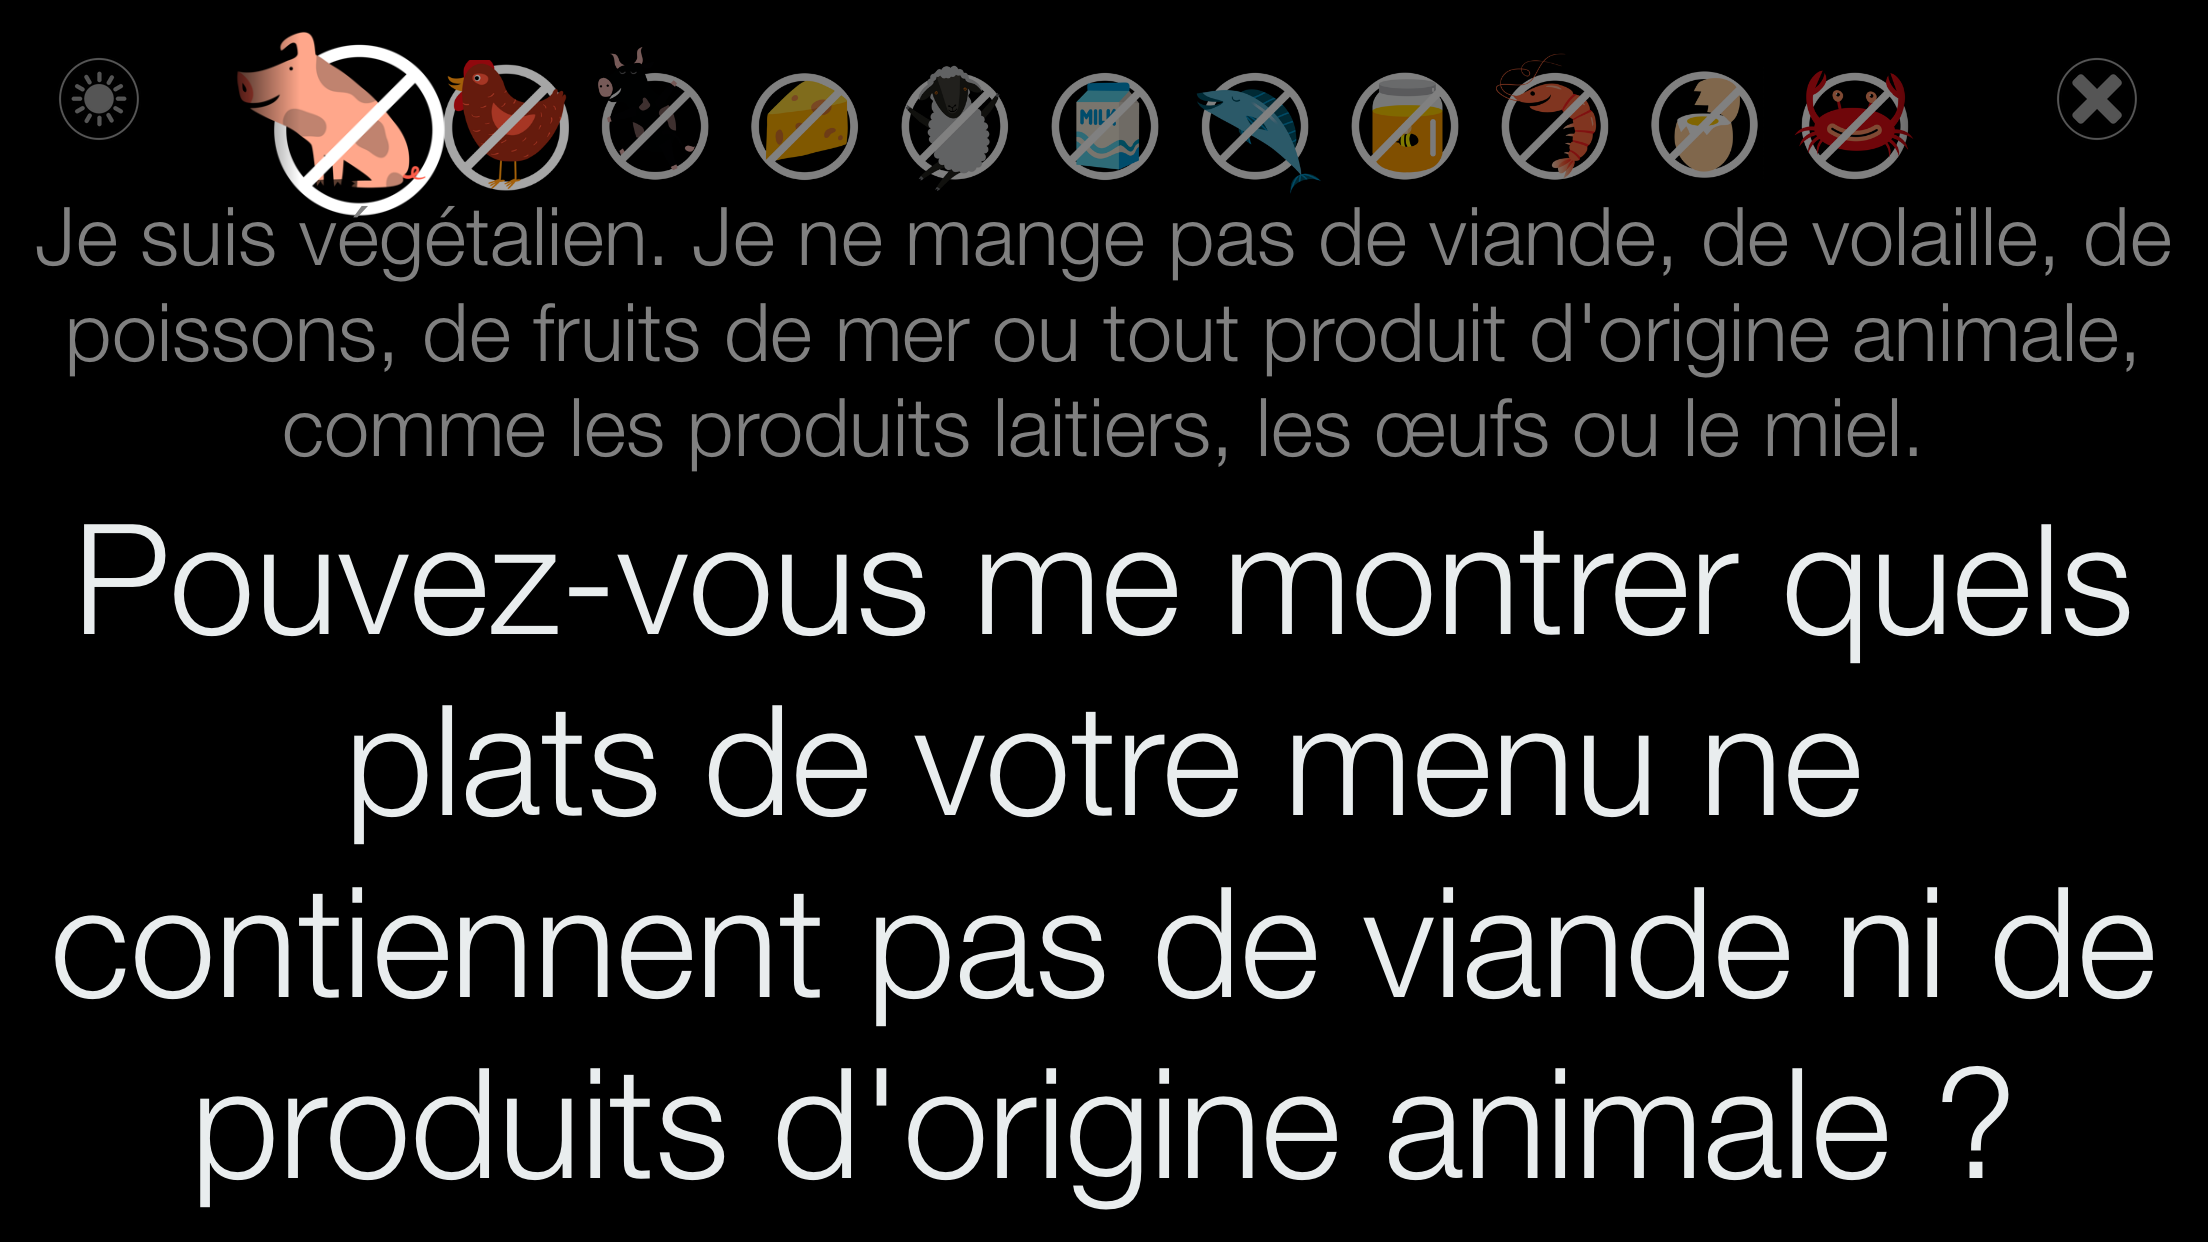 MILK
Je suis végétalien. Je ne mange pas de viande, de volaille, de
poissons, de fruits de mer ou tout produit d'origine animale,
comme les produits laitiers, les œufs ou le miel.
Pouvez-vous me montrer quels
plats de votre menu ne
contiennent pas de viande ni de
produits d'origine animale ?